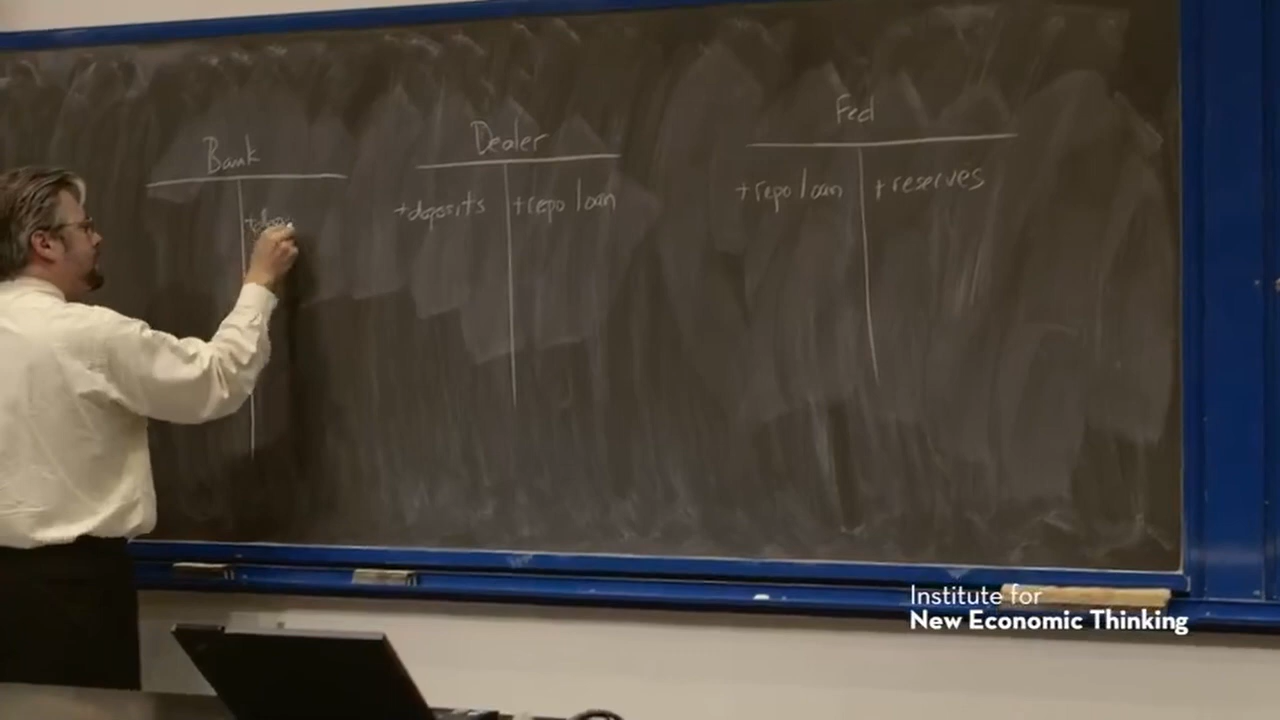 Bank
Dealer
+deposits +repo loan
Fed
+repo loan +reserves
Institute for
New Economic Thinking